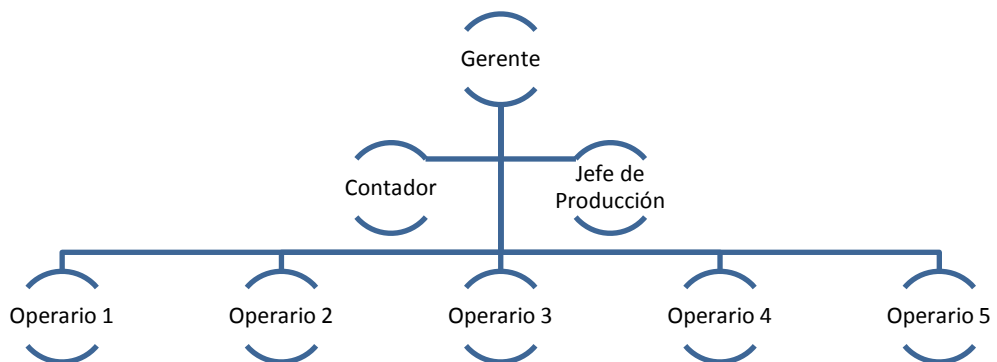 Gerente
Contador
Jefe de
Producción
Operario 1
Operario 2
Operario 3
Operario 4
Operario 5